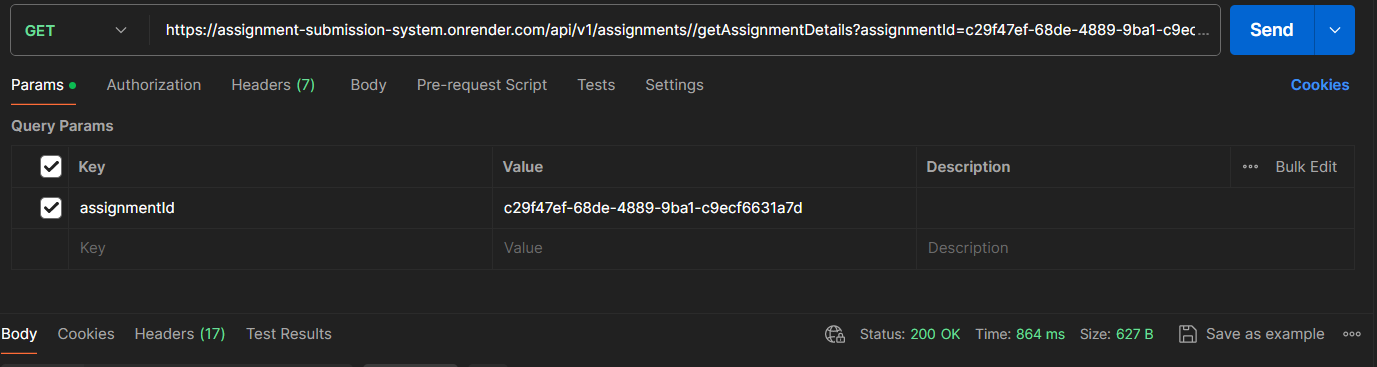 GET https://assignment-submission-system.onrender.com/api/v1/assignments//getAssignmentDetails?assignmentId=c29f47ef-68de-4889-9ba1-c9ec... Send
Params Authorization Headers (7) Body Pre-request Script Tests Settings Cookies
Query Params
Key Value Description ••• Bulk Edit
assignmentId c29f47ef-68de-4889-9ba1-c9ecf6631a7d
Key Value Description
Body Cookies Headers (17) Test Results Status: 200 OK Time: 864 ms Size: 627 B Save as example •••